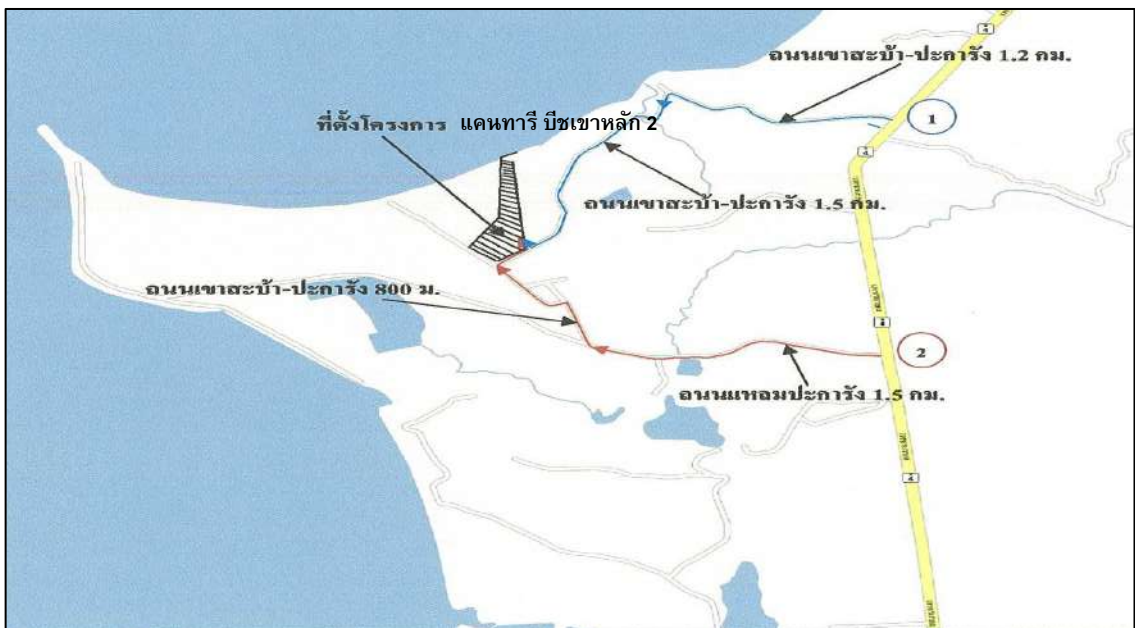 ถนนเขาสะบ้า-ปะการัง 1.2 กม.
1
ที่ตั้งโครงการ แคนทารี บีชเขาหลัก 2
ถนนเขาสะบ้า-ปะการัง 1.5 กม.
ถนนเขาสะบ้า-ปะการัง 800 ม.
2
ถนนแหลมปะการัง 1.5 กม.